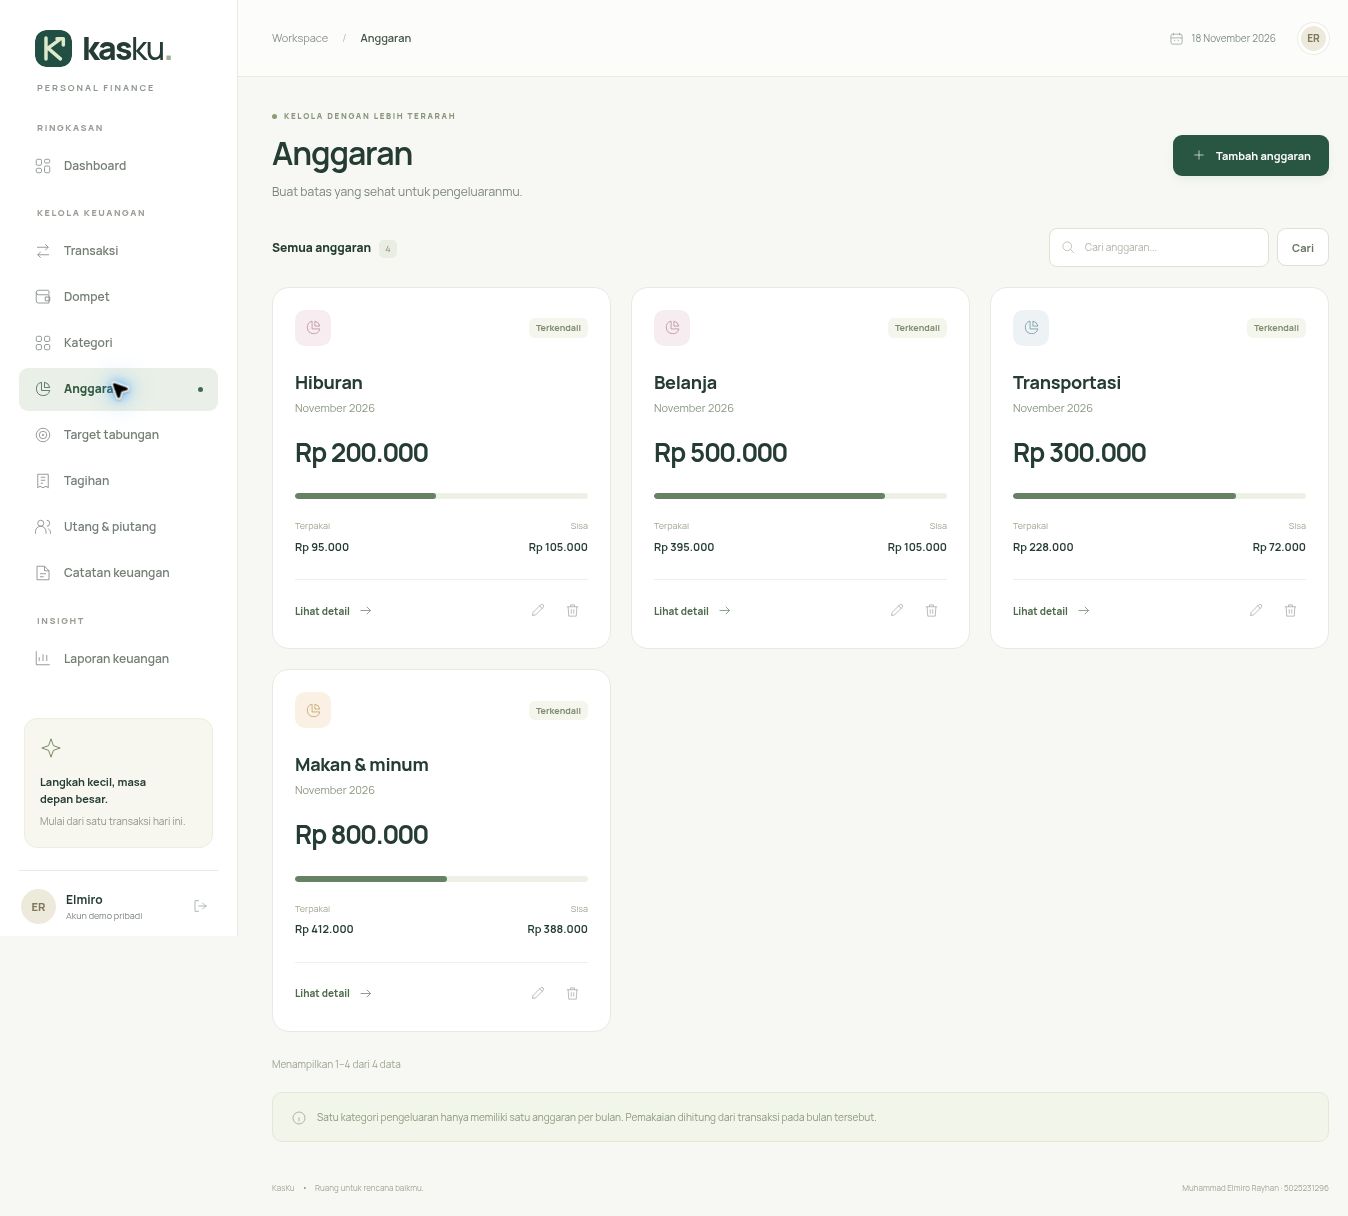 kasku.
PERSONAL FINANCE
RINGKASAN
Dashboard
KELOLA KEUANGAN
Transaksi
Dompet
Kategori
Anggara
Target tabungan
Tagihan
Utang & piutang
Catatan keuangan
INSIGHT
Laporan keuangan
Langkah kecil, masa
depan besar.
Mulai dari satu transaksi hari ini.
ER
Elmiro
Akun demo pribadi
Workspace / Anggaran
18 November 2026
ER
KELOLA DENGAN LEBIH TERARAH
Anggaran
Buat batas yang sehat untuk pengeluaranmu.
Tambah anggaran
Semua anggaran 4
Cari anggaran...
Cari
Terkendali
Hiburan
November 2026
Rp 200.000
Terpakai Sisa
Rp 95.000 Rp 105.000
Lihat detail
Terkendali
Belanja
November 2026
Rp 500.000
Terpakai Sisa
Rp 395.000 Rp 105.000
Lihat detail
Terkendali
Transportasi
November 2026
Rp 300.000
Terpakai Sisa
Rp 228.000 Rp 72.000
Lihat detail
Terkendali
Makan & minum
November 2026
Rp 800.000
Terpakai Sisa
Rp 412.000 Rp 388.000
Lihat detail
Menampilkan 1–4 dari 4 data
Satu kategori pengeluaran hanya memiliki satu anggaran per bulan. Pemakaian dihitung dari transaksi pada bulan tersebut.
KasKu • Ruang untuk rencana baikmu.
Muhammad Elmiro Rayhan · 5025231296